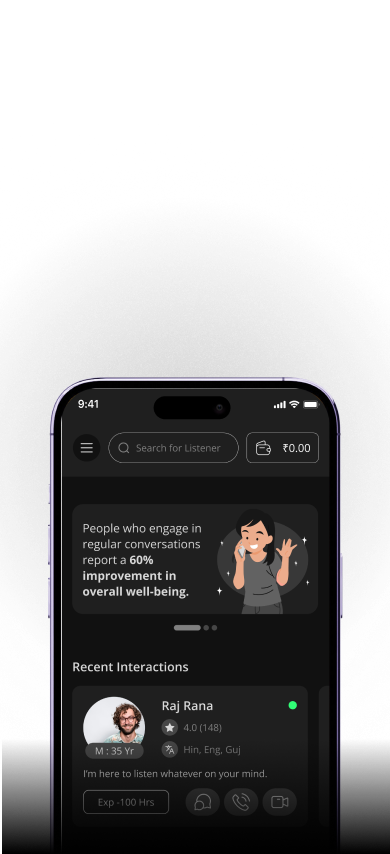 9:41
Search for Listener
₹0.00
People who engage in
regular conversations
report a 60%
improvement in
overall well-being.
Recent Interactions
Raj Rana
4.0 (148)
M : 35 Yr
Hin, Eng, Guj
I'm here to listen whatever on your mind.
Exp -100 Hrs